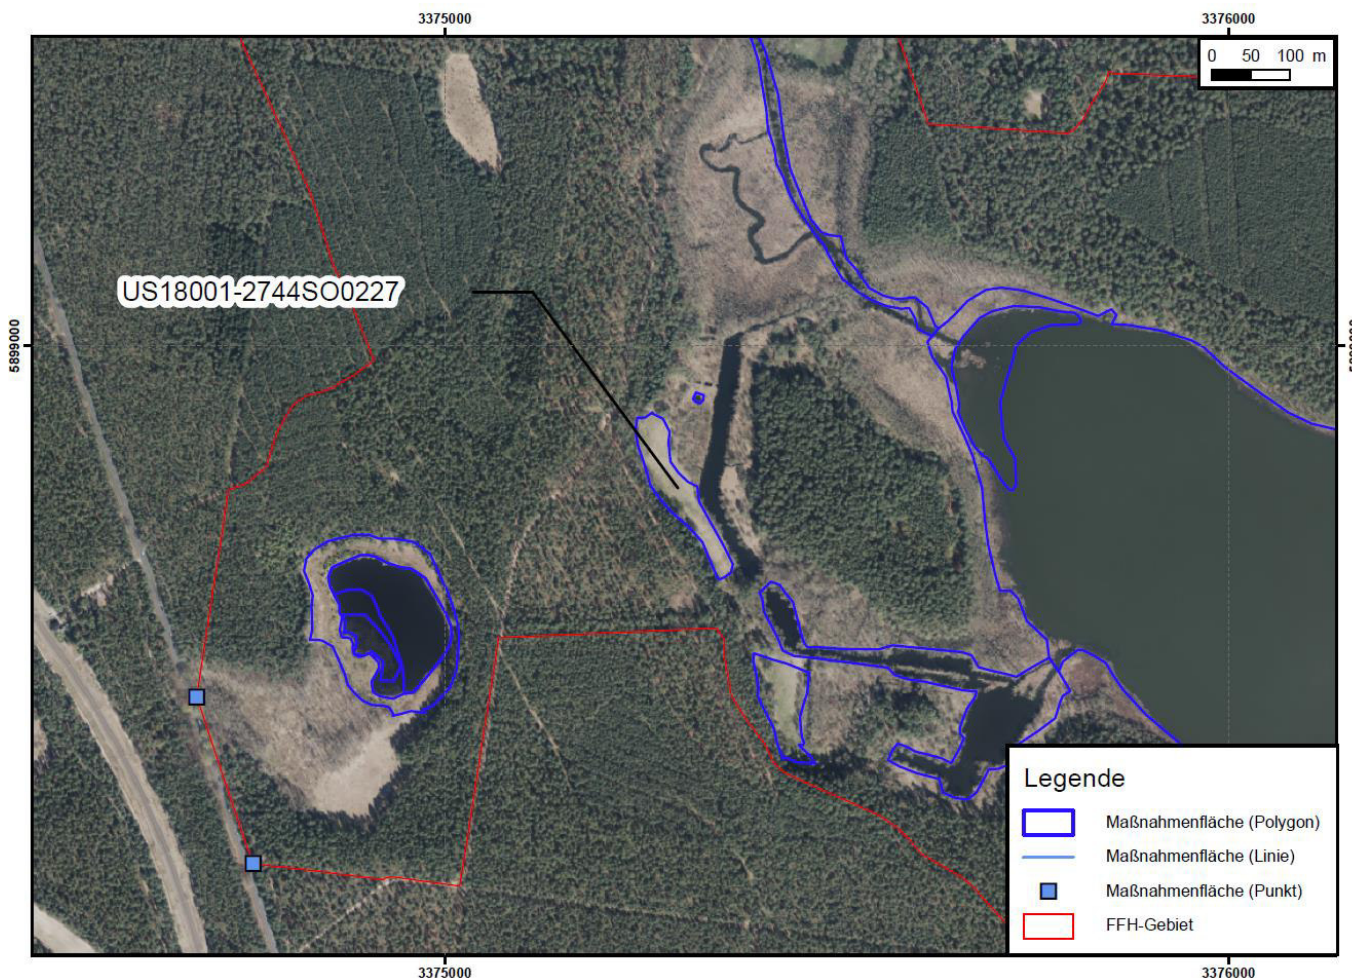 3375000
3376000
0 50 100 m
US18001-2744SO0227
5899000
5899000
Legende
Maßnahmenfläche (Polygon)
Maßnahmenfläche (Linie)
Maßnahmenfläche (Punkt)
FFH-Gebiet
3375000
3376000